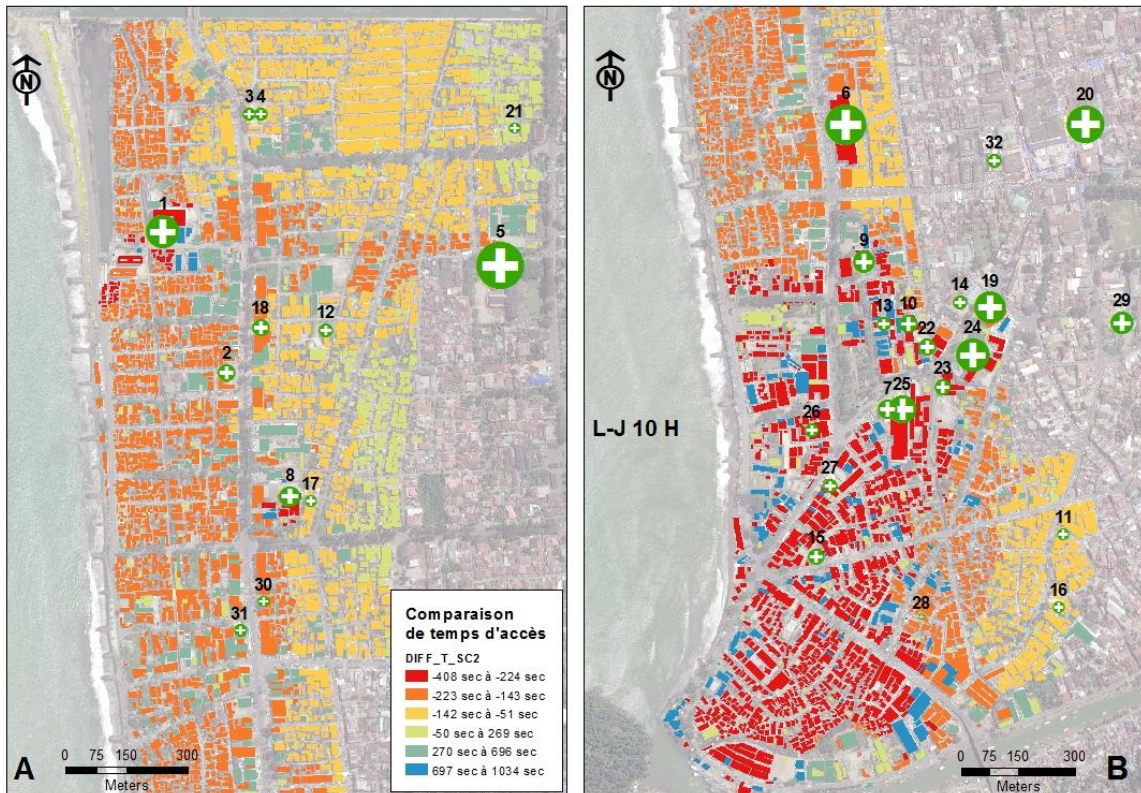 N
3 4
21
1
5
18
12
2
8 17
30
31
Comparaison
de temps d'accès
DIFF_T_SC2
-408 sec à -224 sec
-223 sec à -143 sec
-142 sec à -51 sec
-50 sec à 269 sec
270 sec à 696 sec
697 sec à 1034 sec
0 75 150 300
Meters
A
N
6
20
32
9
14 19
13 10
29
22
24
23
7 25
26
L-J 10 H
27
11
15
16
28
0 75 150 300
Meters
B